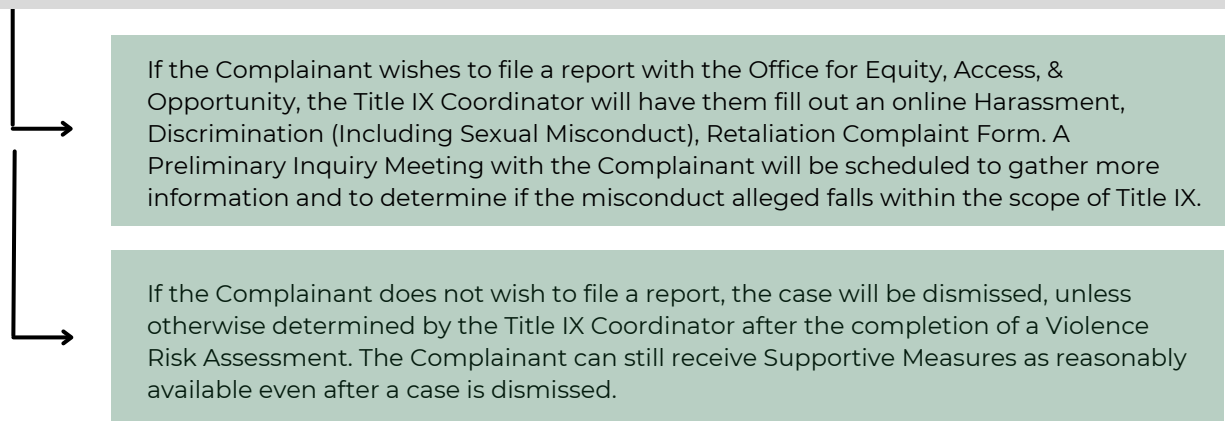 If the Complainant wishes to file a report with the Office for Equity, Access, &
Opportunity, the Title IX Coordinator will have them fill out an online Harassment,
Discrimination (Including Sexual Misconduct), Retaliation Complaint Form. A
Preliminary Inquiry Meeting with the Complainant will be scheduled to gather more
information and to determine if the misconduct alleged falls within the scope of Title IX.
If the Complainant does not wish to file a report, the case will be dismissed, unless
otherwise determined by the Title IX Coordinator after the completion of a Violence
Risk Assessment. The Complainant can still receive Supportive Measures as reasonably
available even after a case is dismissed.